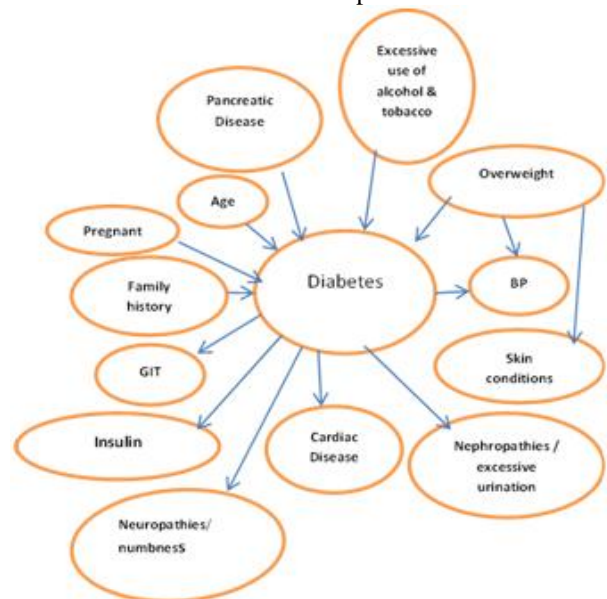 Excessive
use of
alcohol &
tobacco
Pancreatic
Disease
Overweight
Age
Pregnant
Diabetes
Family
history
BP
GIT
Skin
conditions
Insulin
Cardiac
Disease
Nephropathies /
excessive
urination
Neuropathies/
numbnesS